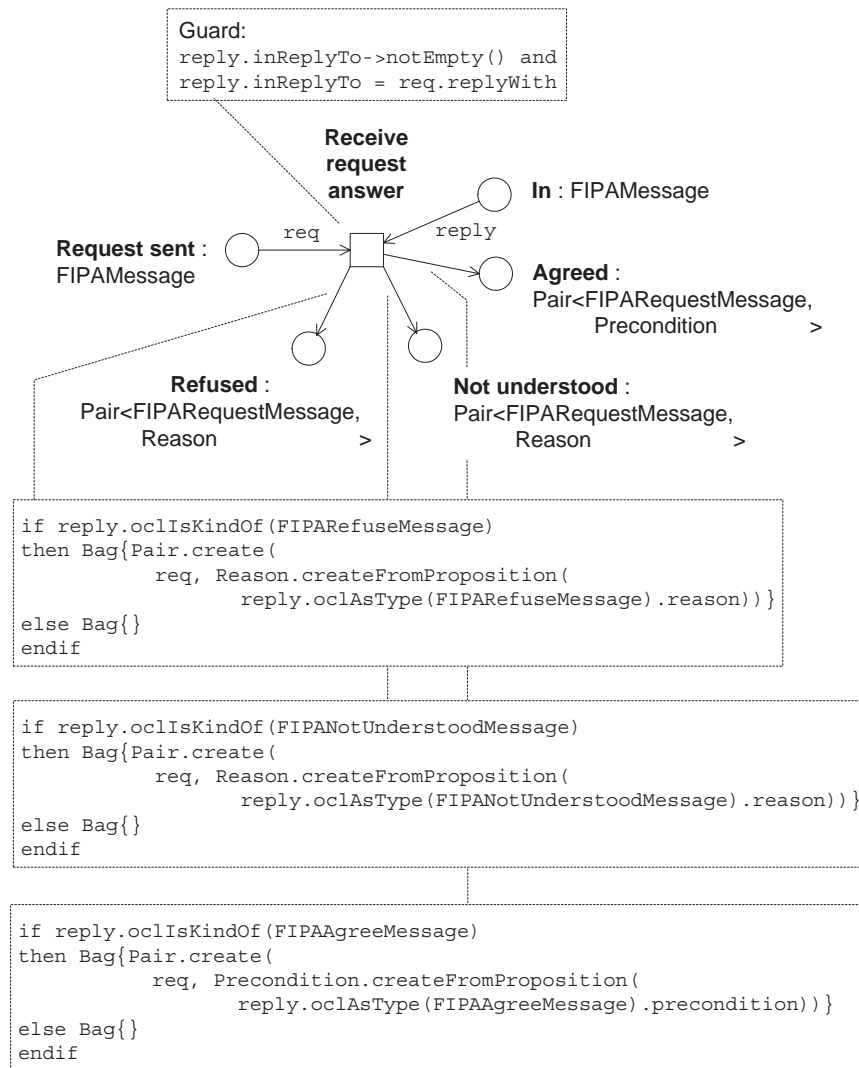 Guard:
reply.inReplyTo->notEmpty() and
reply.inReplyTo = req.replyWith
Receive
request
answer
In : FIPAMessage
req
reply
Request sent :
FIPAMessage
Agreed :
Pair<FIPARequestMessage,
Precondition >
Refused :
Pair<FIPARequestMessage,
Reason >
Not understood :
Pair<FIPARequestMessage,
Reason >
if reply.oclIsKindOf(FIPARefuseMessage)
then Bag{Pair.create(
req, Reason.createFromProposition(
reply.oclAsType(FIPARefuseMessage).reason))}
else Bag{}
endif
if reply.oclIsKindOf(FIPANotUnderstoodMessage)
then Bag{Pair.create(
req, Reason.createFromProposition(
reply.oclAsType(FIPANotUnderstoodMessage).reason))}
else Bag{}
endif
if reply.oclIsKindOf(FIPAAgreeMessage)
then Bag{Pair.create(
req, Precondition.createFromProposition(
reply.oclAsType(FIPAAgreeMessage).precondition))}
else Bag{}
endif